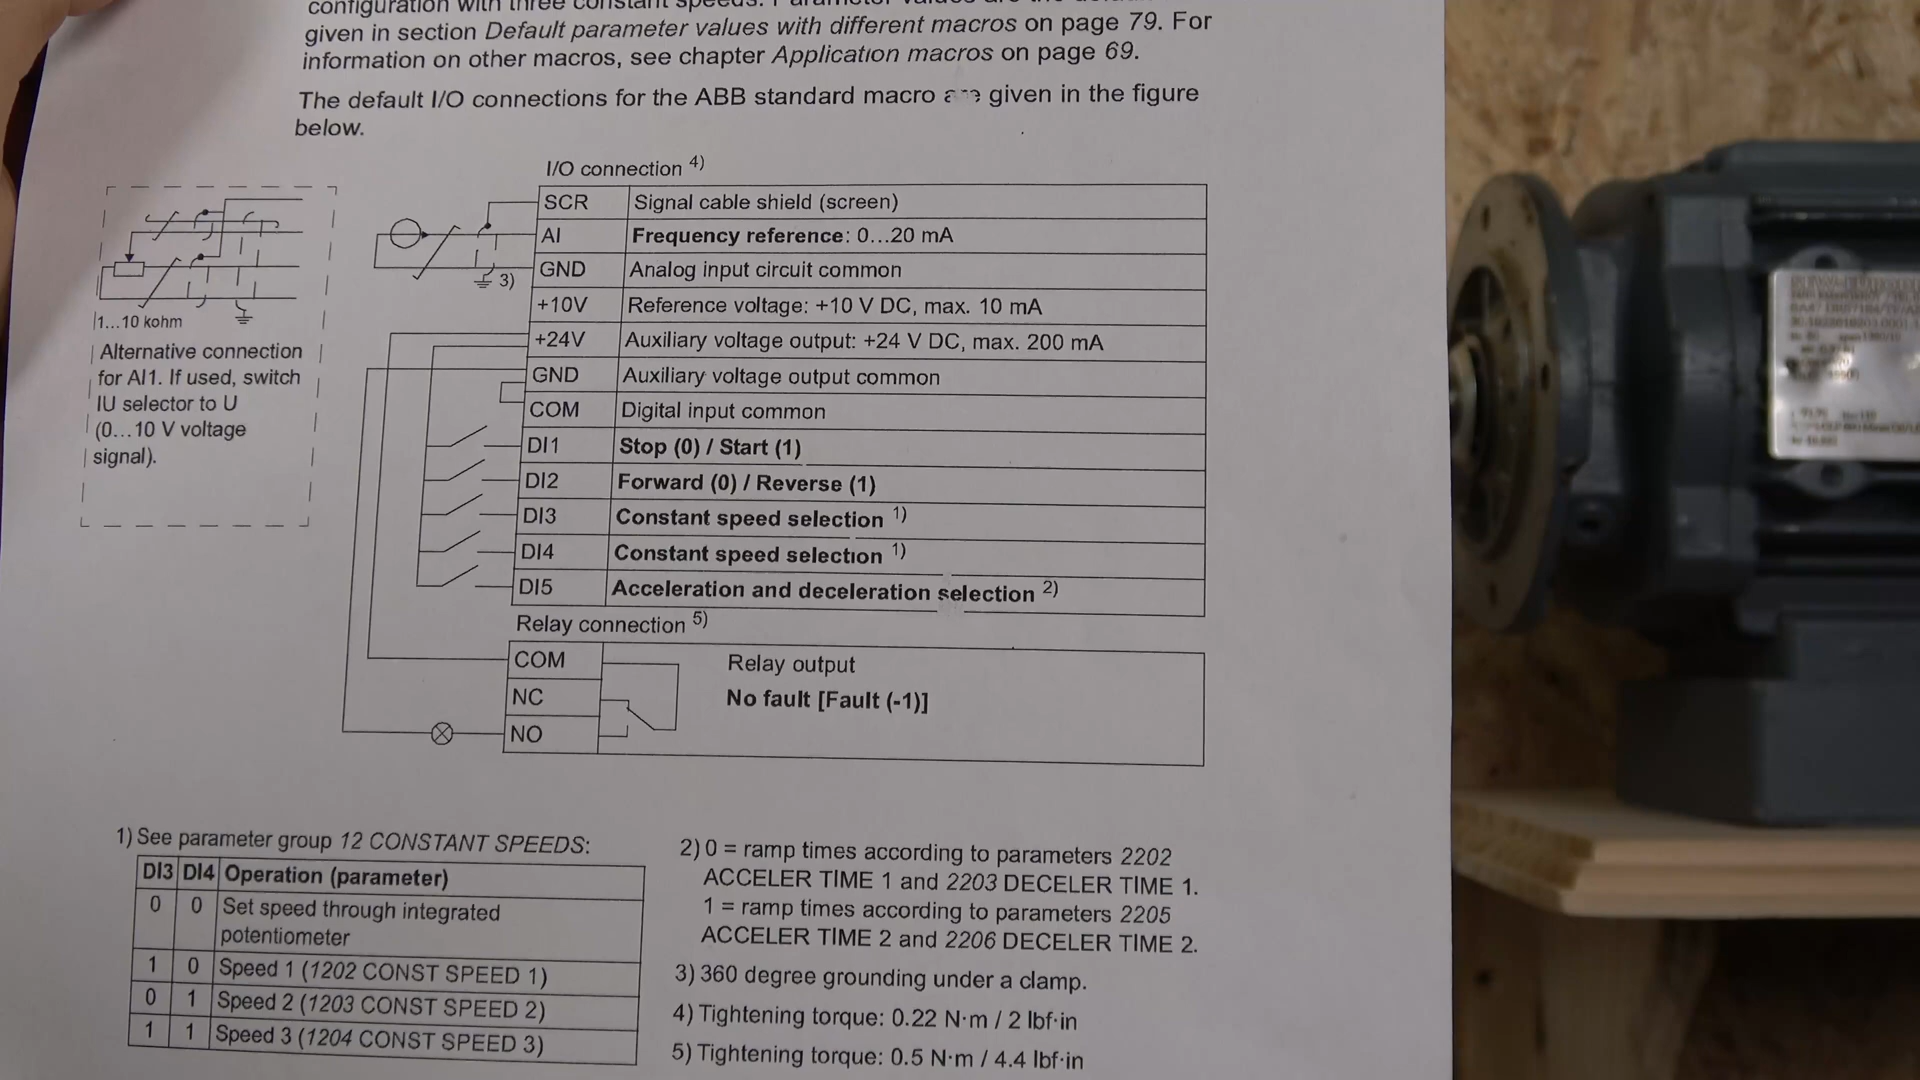 configuration with three constant speeds. Parameter values are the
given in section Default parameter values with different macros on page 79. For
information on other macros, see chapter Application macros on page 69.
The default I/O connections for the ABB standard macro are given in the figure
below.
I/O connection 4)
SCR Signal cable shield (screen)
AI Frequency reference: 0...20 mA
GND Analog input circuit common
3)
+10V Reference voltage: +10 V DC, max. 10 mA
+24V Auxiliary voltage output: +24 V DC, max. 200 mA
GND Auxiliary voltage output common
COM Digital input common
DI1 Stop (0) / Start (1)
DI2 Forward (0) / Reverse (1)
DI3 Constant speed selection 1)
DI4 Constant speed selection 1)
DI5 Acceleration and deceleration selection 2)
1...10 kohm
Alternative connection
for AI1. If used, switch
IU selector to U
(0...10 V voltage
signal).
Relay connection 5)
COM Relay output
NC No fault [Fault (-1)]
NO
1) See parameter group 12 CONSTANT SPEEDS:
DI3 DI4 Operation (parameter)
0 0 Set speed through integrated
potentiometer
1 0 Speed 1 (1202 CONST SPEED 1)
0 1 Speed 2 (1203 CONST SPEED 2)
1 1 Speed 3 (1204 CONST SPEED 3)
2) 0 = ramp times according to parameters 2202
ACCELER TIME 1 and 2203 DECELER TIME 1.
1 = ramp times according to parameters 2205
ACCELER TIME 2 and 2206 DECELER TIME 2.
3) 360 degree grounding under a clamp.
4) Tightening torque: 0.22 N·m / 2 lbf·in
5) Tightening torque: 0.5 N·m / 4.4 lbf·in